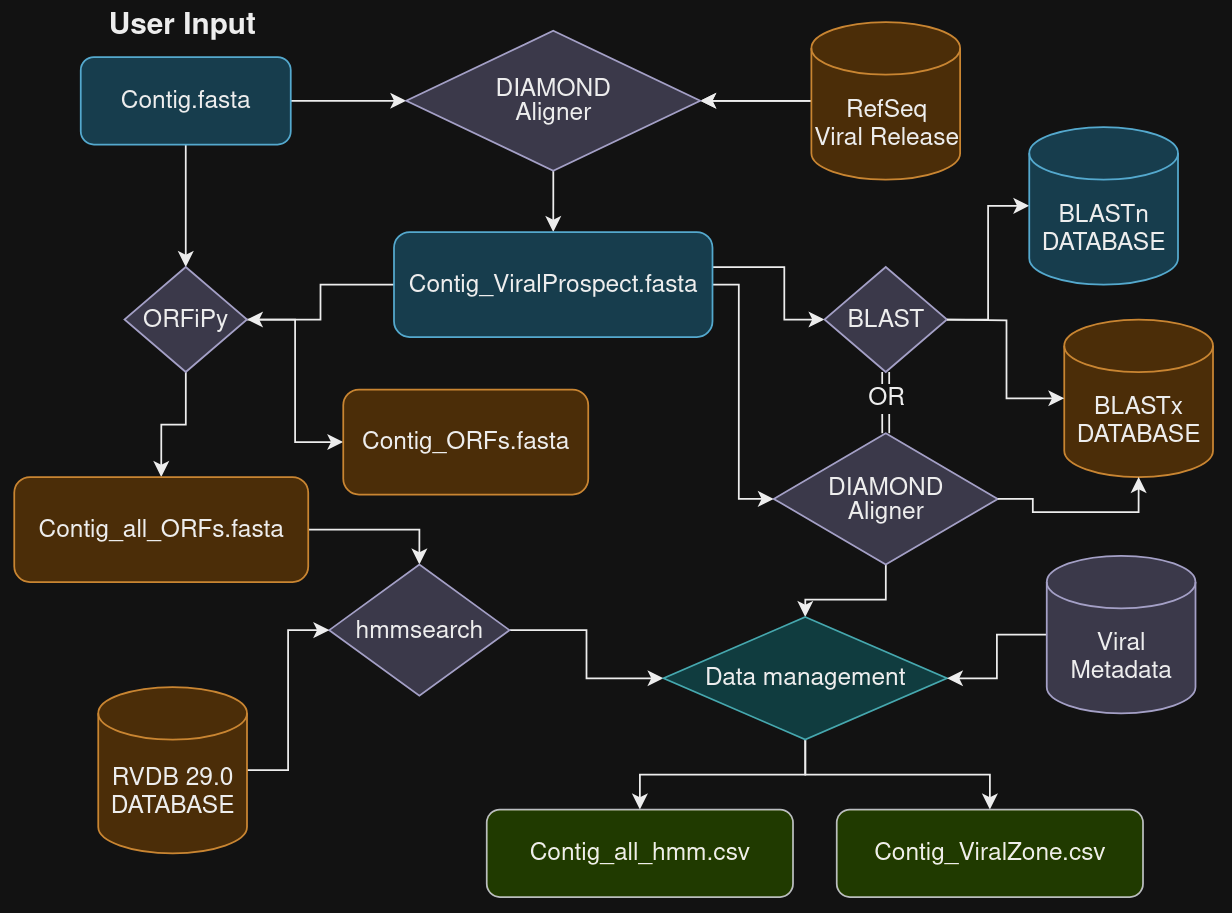 User Input
Contig.fasta
DIAMOND
Aligner
RefSeq
Viral Release
BLASTn
DATABASE
Contig_ViralProspect.fasta
ORFiPy
BLAST
OR
BLASTx
DATABASE
Contig_ORFs.fasta
DIAMOND
Aligner
Contig_all_ORFs.fasta
hmmsearch
Data management
Viral
Metadata
RVDB 29.0
DATABASE
Contig_all_hmm.csv
Contig_ViralZone.csv